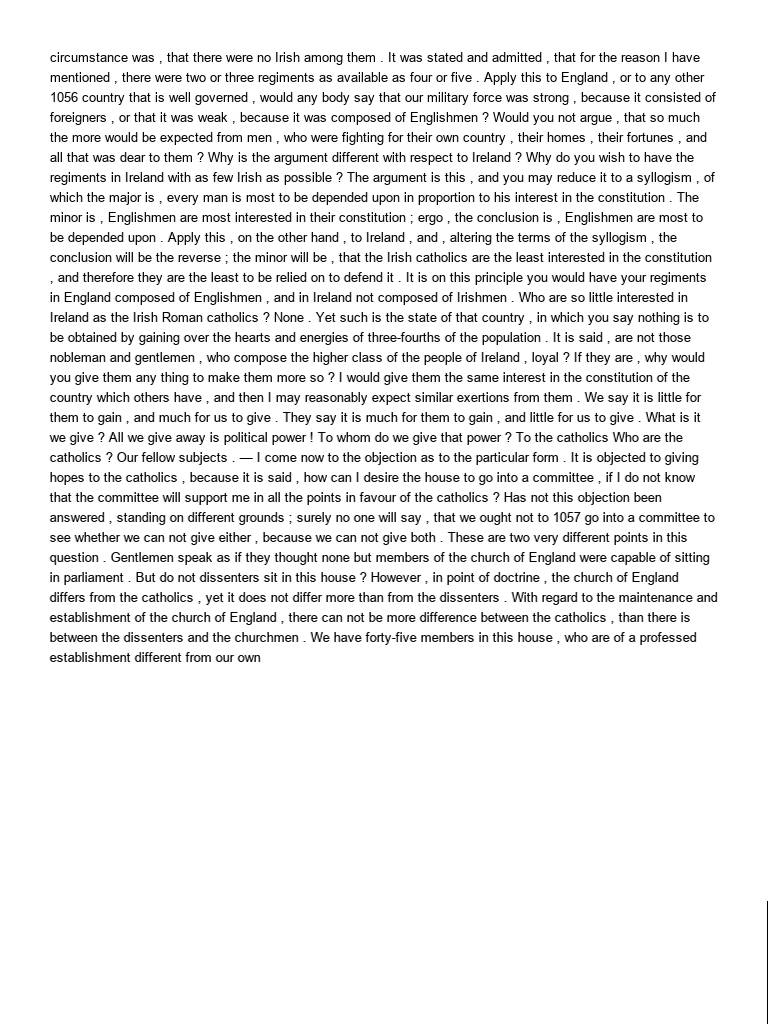 circumstance was , that there were no Irish among them . It was stated and admitted , that for the reason I have
mentioned , there were two or three regiments as available as four or five . Apply this to England , or to any other
1056 country that is well governed , would any body say that our military force was strong , because it consisted of
foreigners , or that it was weak , because it was composed of Englishmen ? Would you not argue , that so much
the more would be expected from men , who were fighting for their own country , their homes , their fortunes , and
all that was dear to them ? Why is the argument different with respect to Ireland ? Why do you wish to have the
regiments in Ireland with as few Irish as possible ? The argument is this , and you may reduce it to a syllogism , of
which the major is , every man is most to be depended upon in proportion to his interest in the constitution . The
minor is , Englishmen are most interested in their constitution ; ergo , the conclusion is , Englishmen are most to
be depended upon . Apply this , on the other hand , to Ireland , and , altering the terms of the syllogism , the
conclusion will be the reverse ; the minor will be , that the Irish catholics are the least interested in the constitution
, and therefore they are the least to be relied on to defend it . It is on this principle you would have your regiments
in England composed of Englishmen , and in Ireland not composed of Irishmen . Who are so little interested in
Ireland as the Irish Roman catholics ? None . Yet such is the state of that country , in which you say nothing is to
be obtained by gaining over the hearts and energies of three-fourths of the population . It is said , are not those
nobleman and gentlemen , who compose the higher class of the people of Ireland , loyal ? If they are , why would
you give them any thing to make them more so ? I would give them the same interest in the constitution of the
country which others have , and then I may reasonably expect similar exertions from them . We say it is little for
them to gain , and much for us to give . They say it is much for them to gain , and little for us to give . What is it
we give ? All we give away is political power ! To whom do we give that power ? To the catholics Who are the
catholics ? Our fellow subjects . — I come now to the objection as to the particular form . It is objected to giving
hopes to the catholics , because it is said , how can I desire the house to go into a committee , if I do not know
that the committee will support me in all the points in favour of the catholics ? Has not this objection been
answered , standing on different grounds ; surely no one will say , that we ought not to 1057 go into a committee to
see whether we can not give either , because we can not give both . These are two very different points in this
question . Gentlemen speak as if they thought none but members of the church of England were capable of sitting
in parliament . But do not dissenters sit in this house ? However , in point of doctrine , the church of England
differs from the catholics , yet it does not differ more than from the dissenters . With regard to the maintenance and
establishment of the church of England , there can not be more difference between the catholics , than there is
between the dissenters and the churchmen . We have forty-five members in this house , who are of a professed
establishment different from our own